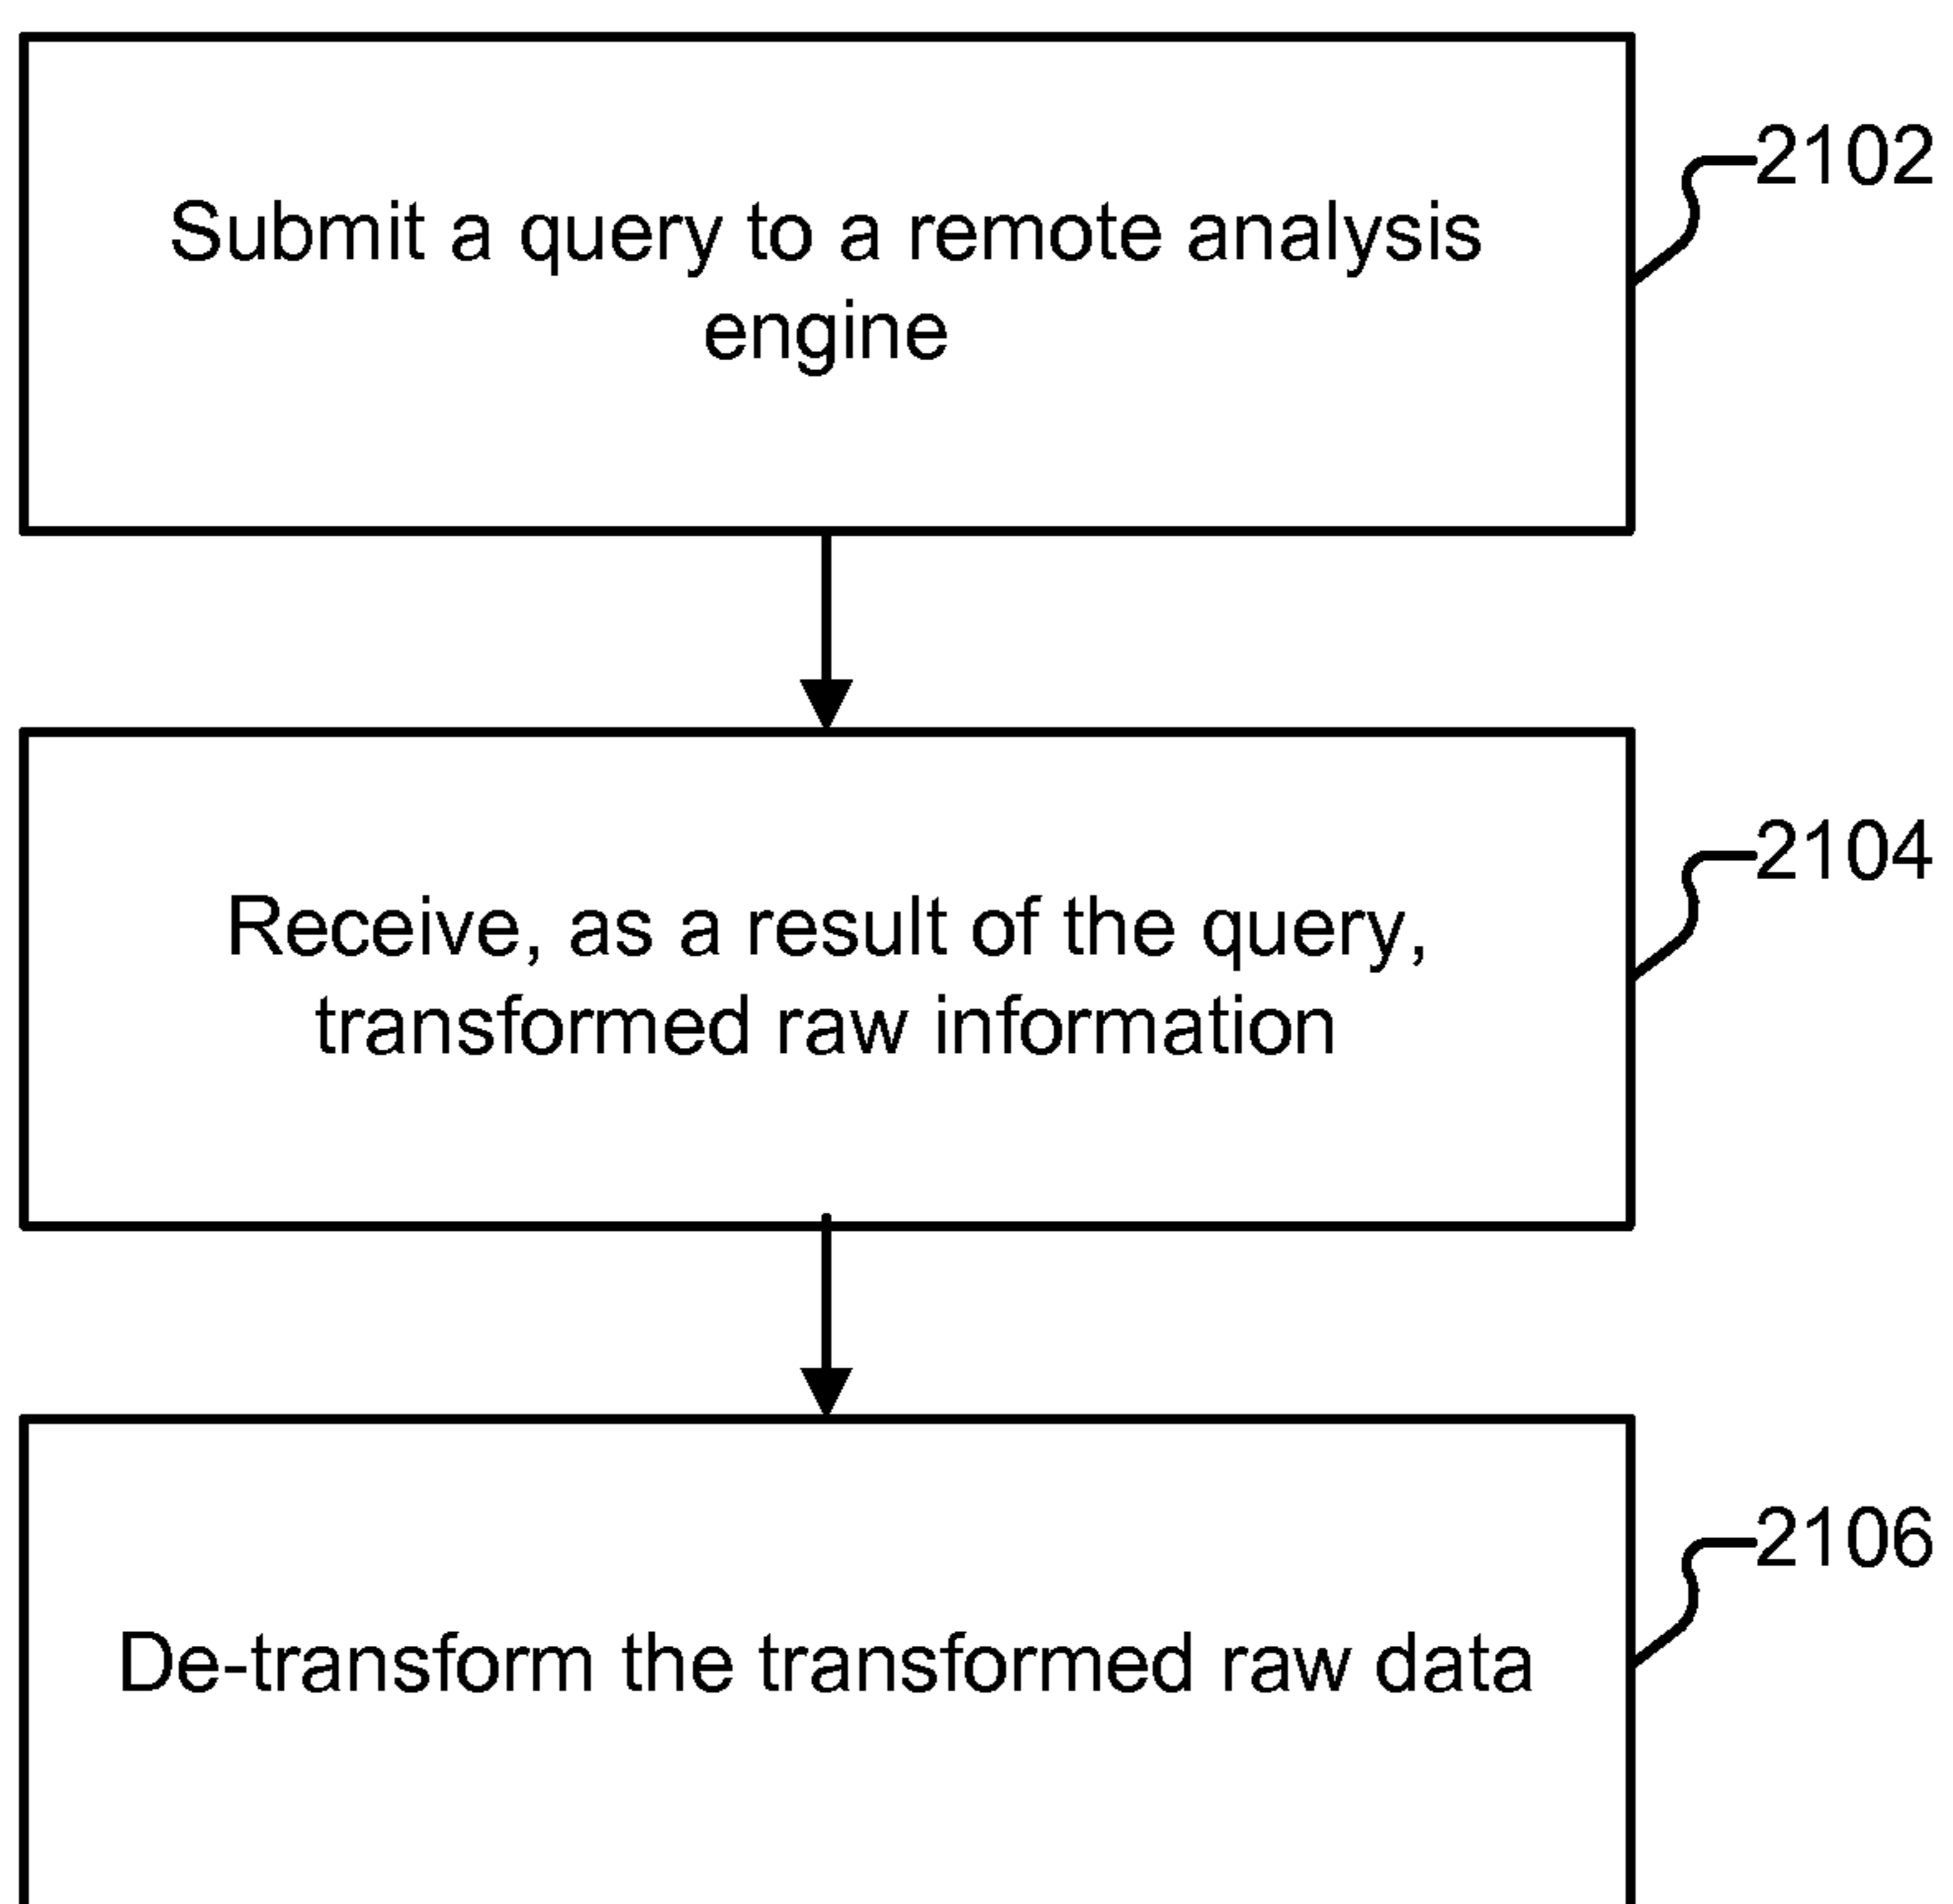 Submit a query to a remote analysis
engine
2102
Receive, as a result of the query,
transformed raw information
2104
De-transform the transformed raw data
2106